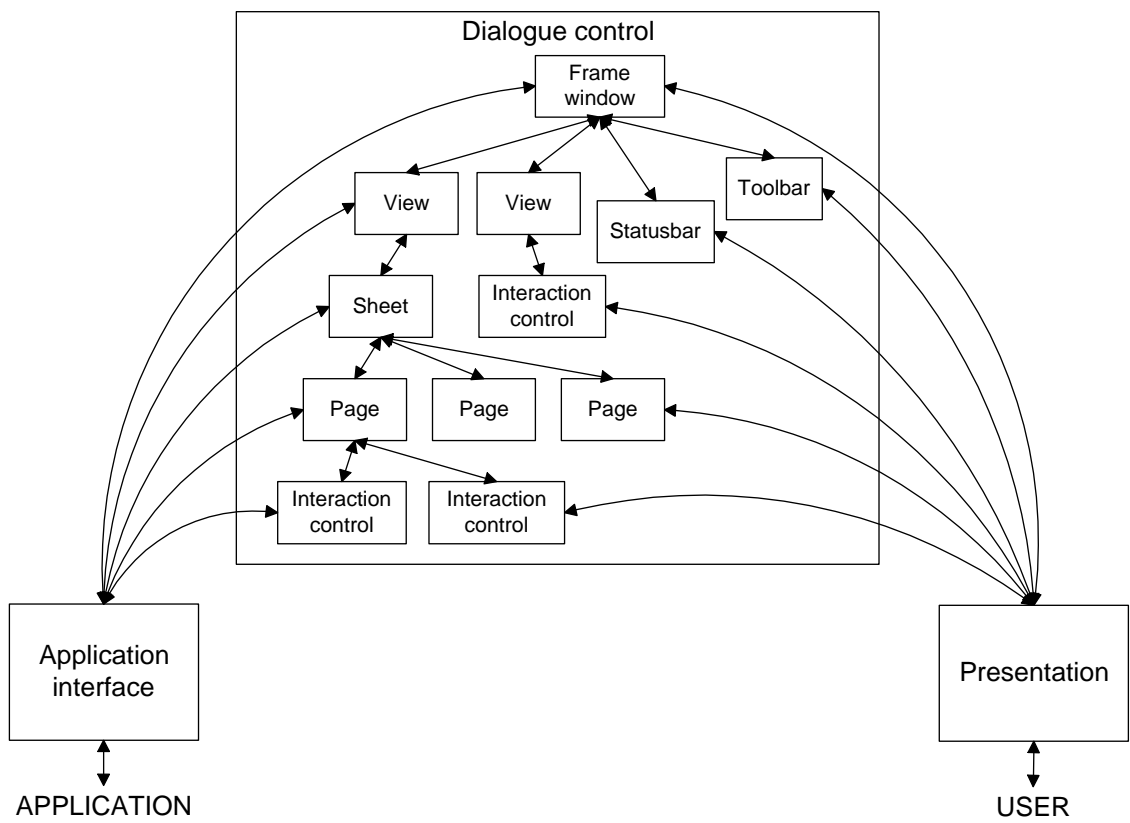 Dialogue control
Frame
window
View
View
Statusbar
Toolbar
Sheet
Interaction
control
Page
Page
Page
Interaction
control
Interaction
control
Application
interface
Presentation
APPLICATION
USER